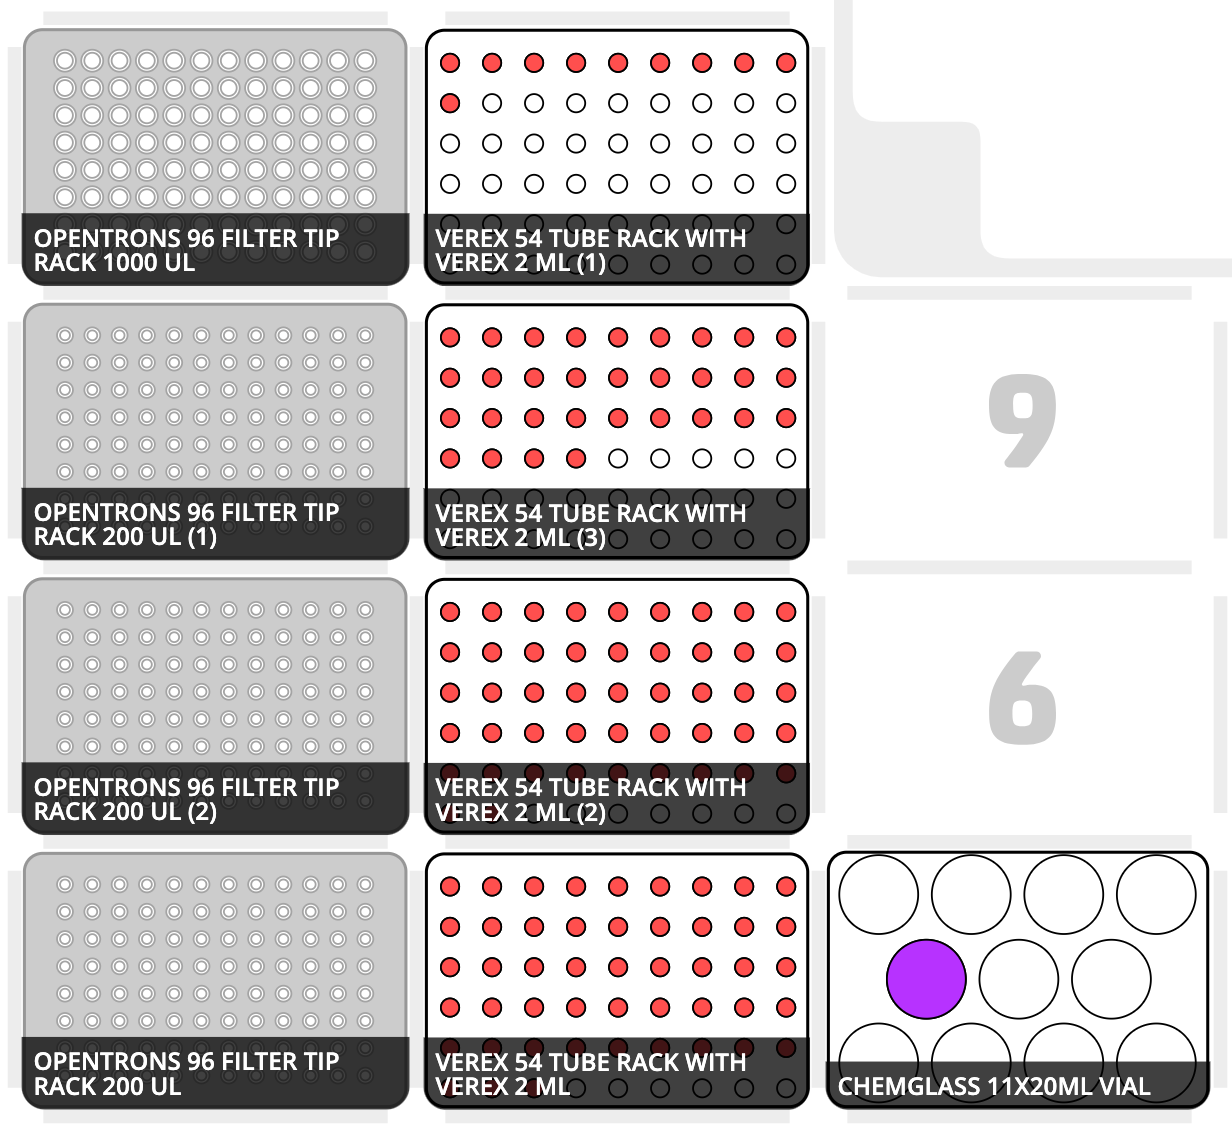 OPENTRONS 96 FILTER TIP
RACK 1000 UL
VEREX 54 TUBE RACK WITH
VEREX 2 ML (1)
OPENTRONS 96 FILTER TIP
RACK 200 UL (1)
VEREX 54 TUBE RACK WITH
VEREX 2 ML (3)
9
OPENTRONS 96 FILTER TIP
RACK 200 UL (2)
VEREX 54 TUBE RACK WITH
VEREX 2 ML (2)
6
OPENTRONS 96 FILTER TIP
RACK 200 UL
VEREX 54 TUBE RACK WITH
VEREX 2 ML
CHEMGLASS 11X20ML VIAL